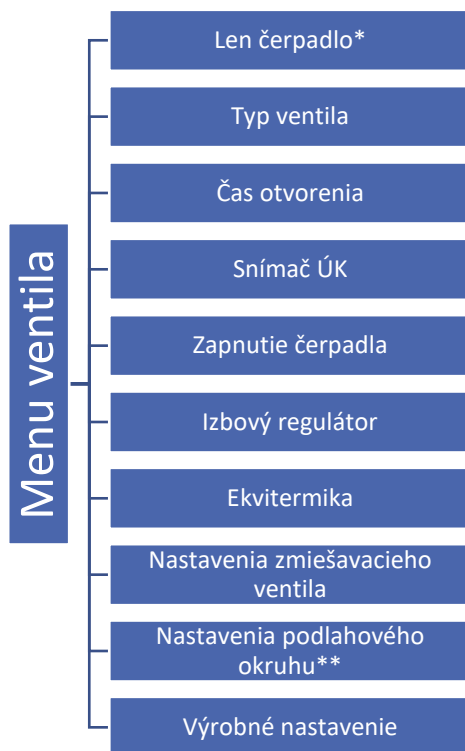 Menu ventila
Len čerpadlo*
Typ ventila
Čas otvorenia
Snímač ÚK
Zapnutie čerpadla
Izbový regulátor
Ekvitermika
Nastavenia zmiešavacieho
ventila
Nastavenia podlahového
okruhu**
Výrobné nastavenie